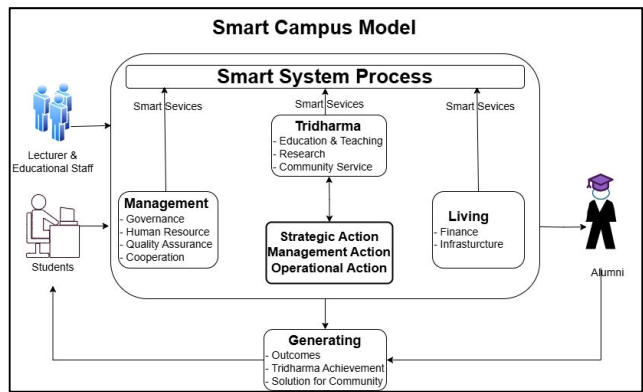 Smart Campus Model
Smart System Process
Smart Sevices
Smart Sevices
Smart Sevices
Lecturer &
Educational Staff
Tridharma
- Education & Teaching
- Research
- Community Service
Management
- Governance
- Human Resource
- Quality Assurance
- Cooperation
Strategic Action
Management Action
Operational Action
Living
- Finance
- Infrasturcture
Students
Alumni
Generating
- Outcomes
- Tridharma Achievement
- Solution for Community